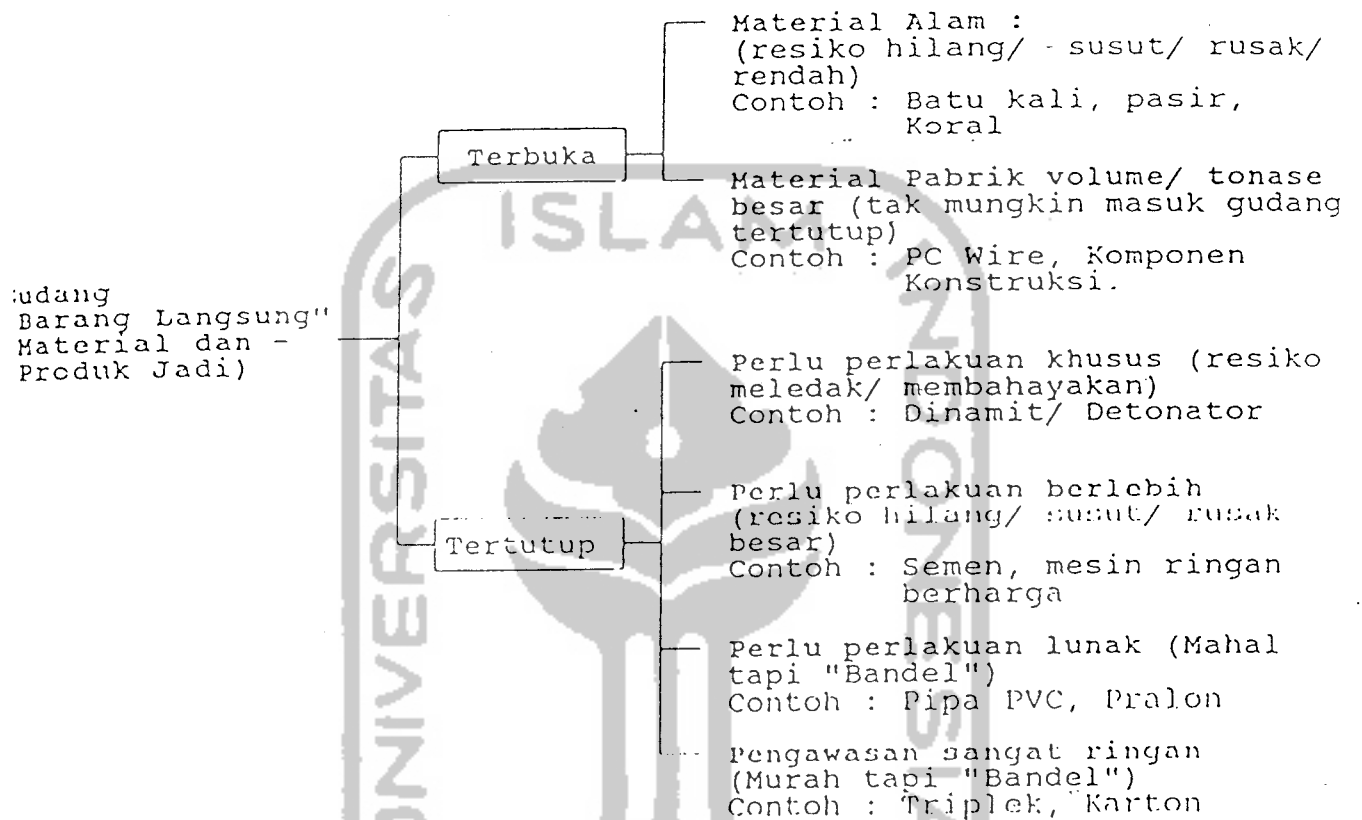 Material Alam :
(resiko hilang/ - susut/ rusak/
rendah)
Contoh : Batu kali, pasir,
Koral
Terbuka
Material Pabrik volume/ tonase
besar (tak mungkin masuk gudang
tertutup)
Contoh : PC Wire, Komponen
Konstruksi.
udang
Barang Langsung"
Material dan -
Produk Jadi)
Perlu perlakuan khusus (resiko
meledak/ membahayakan)
Contoh : Dinamit/ Detonator
Perlu perlakuan berlebih
(resiko hilang/ susut/ rusak
besar)
Contoh : Semen, mesin ringan
berharga
Tertutup
Perlu perlakuan lunak (Mahal
tapi "Bandel")
Contoh : Pipa PVC, Pralon
Pengawasan sangat ringan
(Murah tapi "Bandel")
Contoh : Triplek, Karton
UNIVERSITAS
ISLAM
INDONESIA